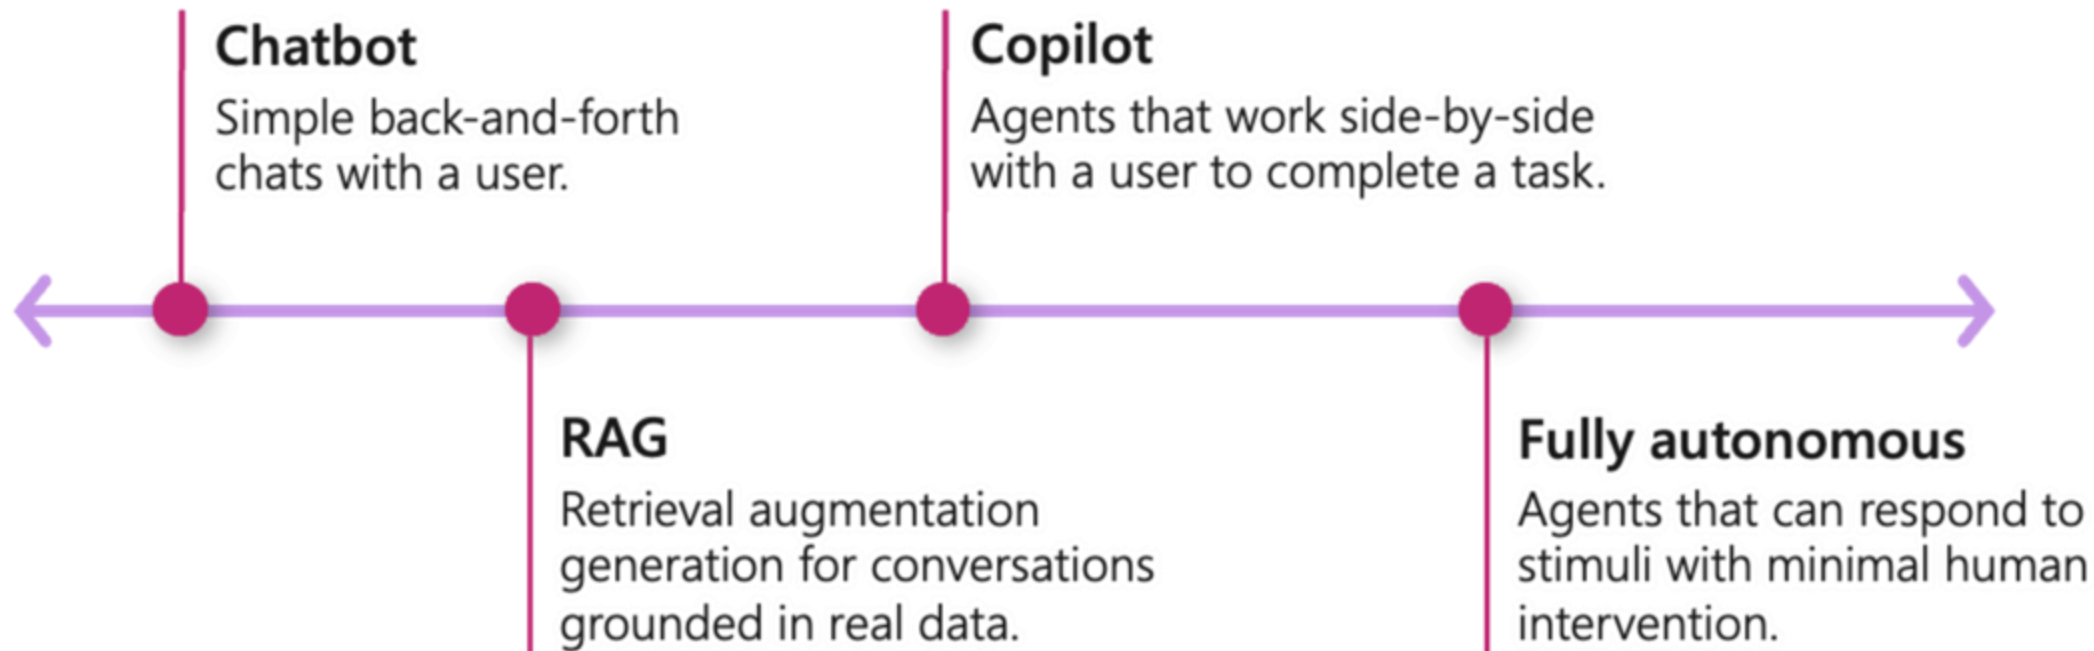 Chatbot
Simple back-and-forth
chats with a user.
Copilot
Agents that work side-by-side
with a user to complete a task.
RAG
Retrieval augmentation
generation for conversations
grounded in real data.
Fully autonomous
Agents that can respond to
stimuli with minimal human
intervention.